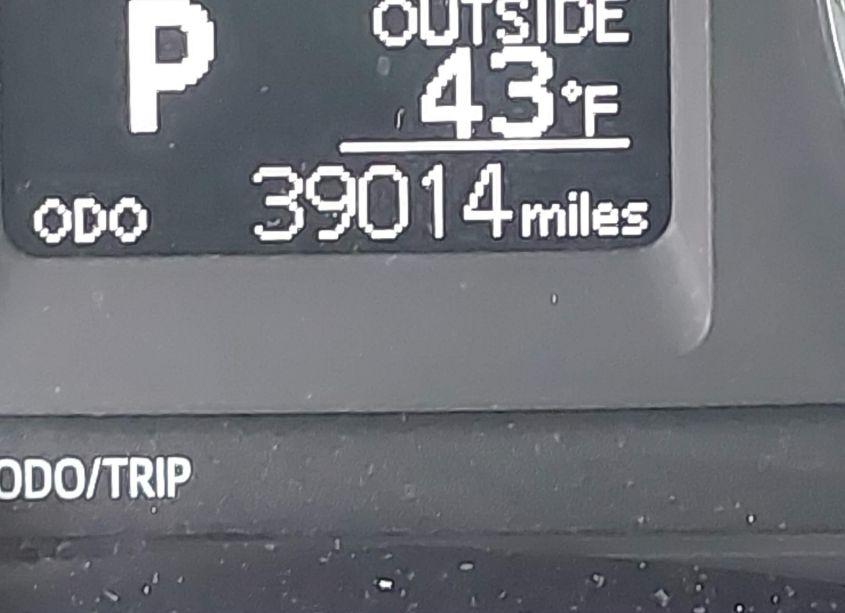 P
OUTSIDE
43°F
ODO 39014 miles
ODO/TRIP